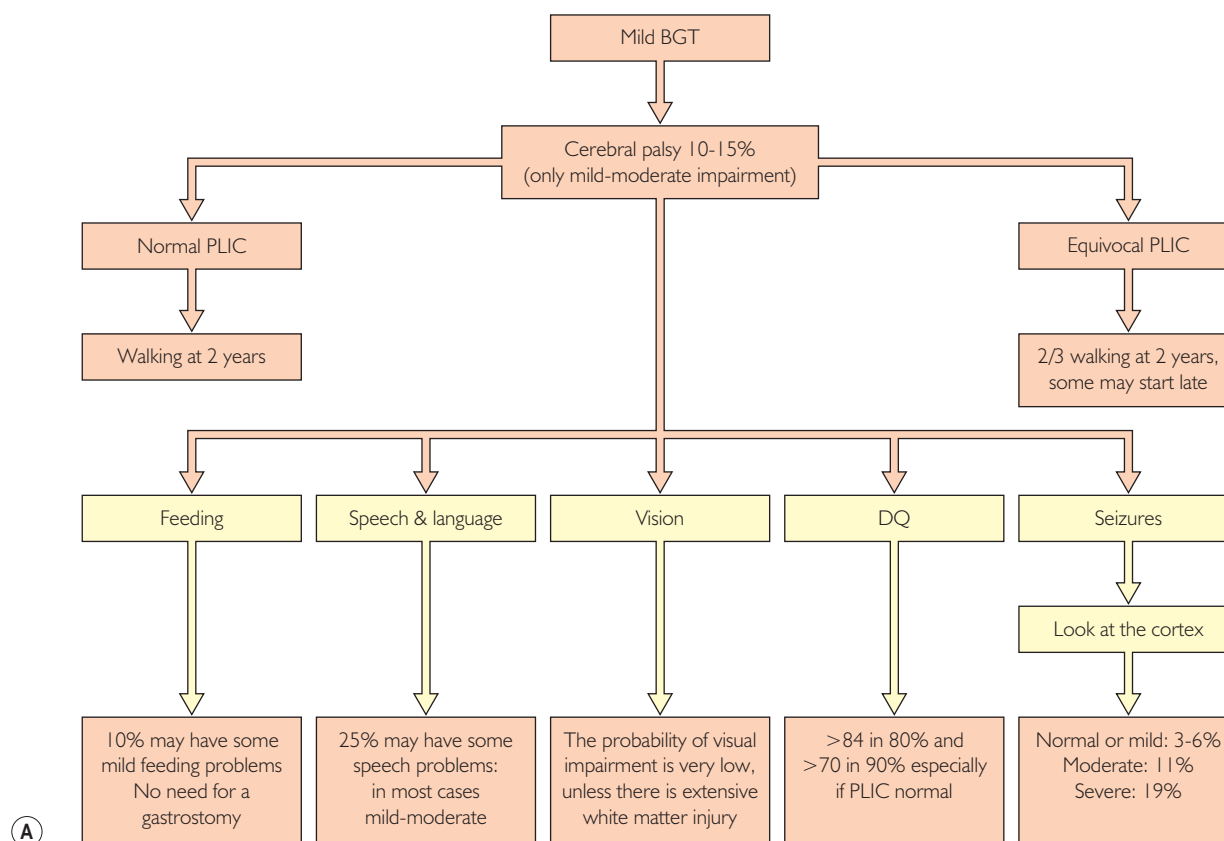 Mild BGT
Cerebral palsy 10-15%
(only mild-moderate impairment)
Normal PLIC
Equivocal PLIC
Walking at 2 years
2/3 walking at 2 years,
some may start late
Feeding
Speech & language
Vision
DQ
Seizures
Look at the cortex
10% may have some
mild feeding problems
No need for a
gastrostomy
25% may have some
speech problems:
in most cases
mild-moderate
The probability of visual
impairment is very low,
unless there is extensive
white matter injury
>84 in 80% and
>70 in 90% especially
if PLIC normal
Normal or mild: 3-6%
Moderate: 11%
Severe: 19%
A